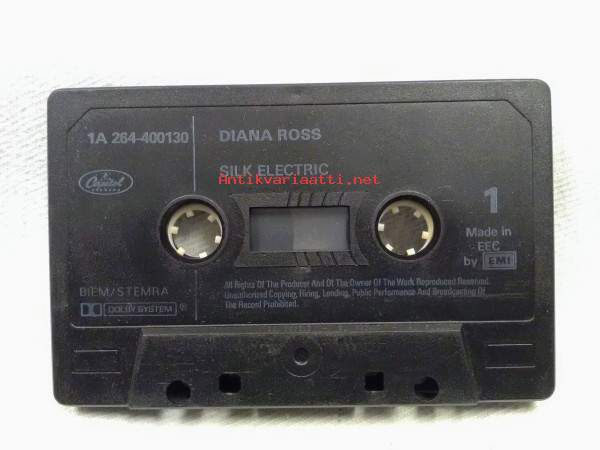 1A 264-400130
DIANA ROSS
Capitol
SILK ELECTRIC
Antikvariaatti.net
1
Made in
EEC
by EMI
BIEM/STEMRA
DOLBY SYSTEM ®
All Rights Of The Producer And Of The Owner Of The Work Reproduced Reserved.
Unauthorized Copying, Hiring, Lending, Public Performance And Broadcasting Of
The Record Prohibited.